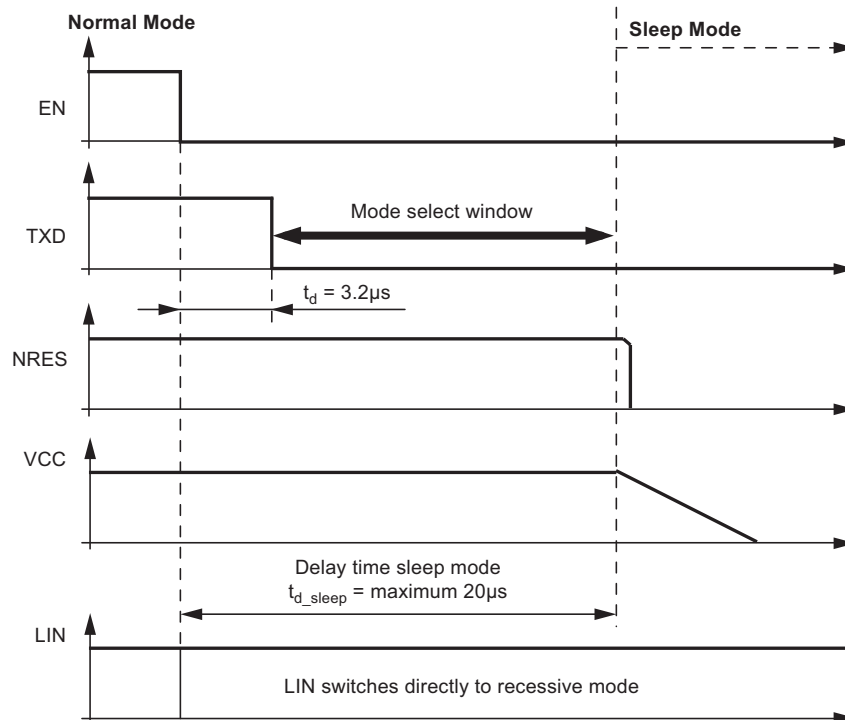 Normal Mode
Sleep Mode
EN
TXD
Mode select window
t_d = 3.2µs
NRES
VCC
Delay time sleep mode
t_d_sleep = maximum 20µs
LIN
LIN switches directly to recessive mode